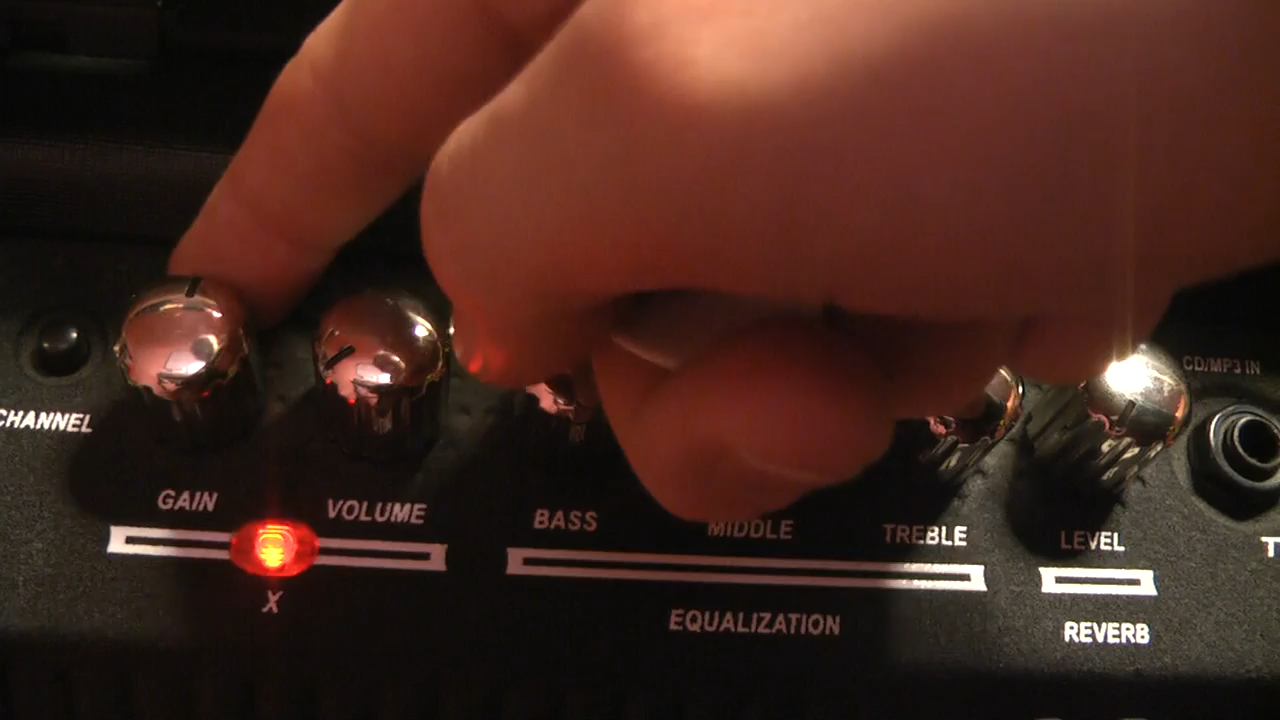 CHANNEL
GAIN
VOLUME
X
BASS
MIDDLE
TREBLE
EQUALIZATION
LEVEL
REVERB
CD/MP3 IN